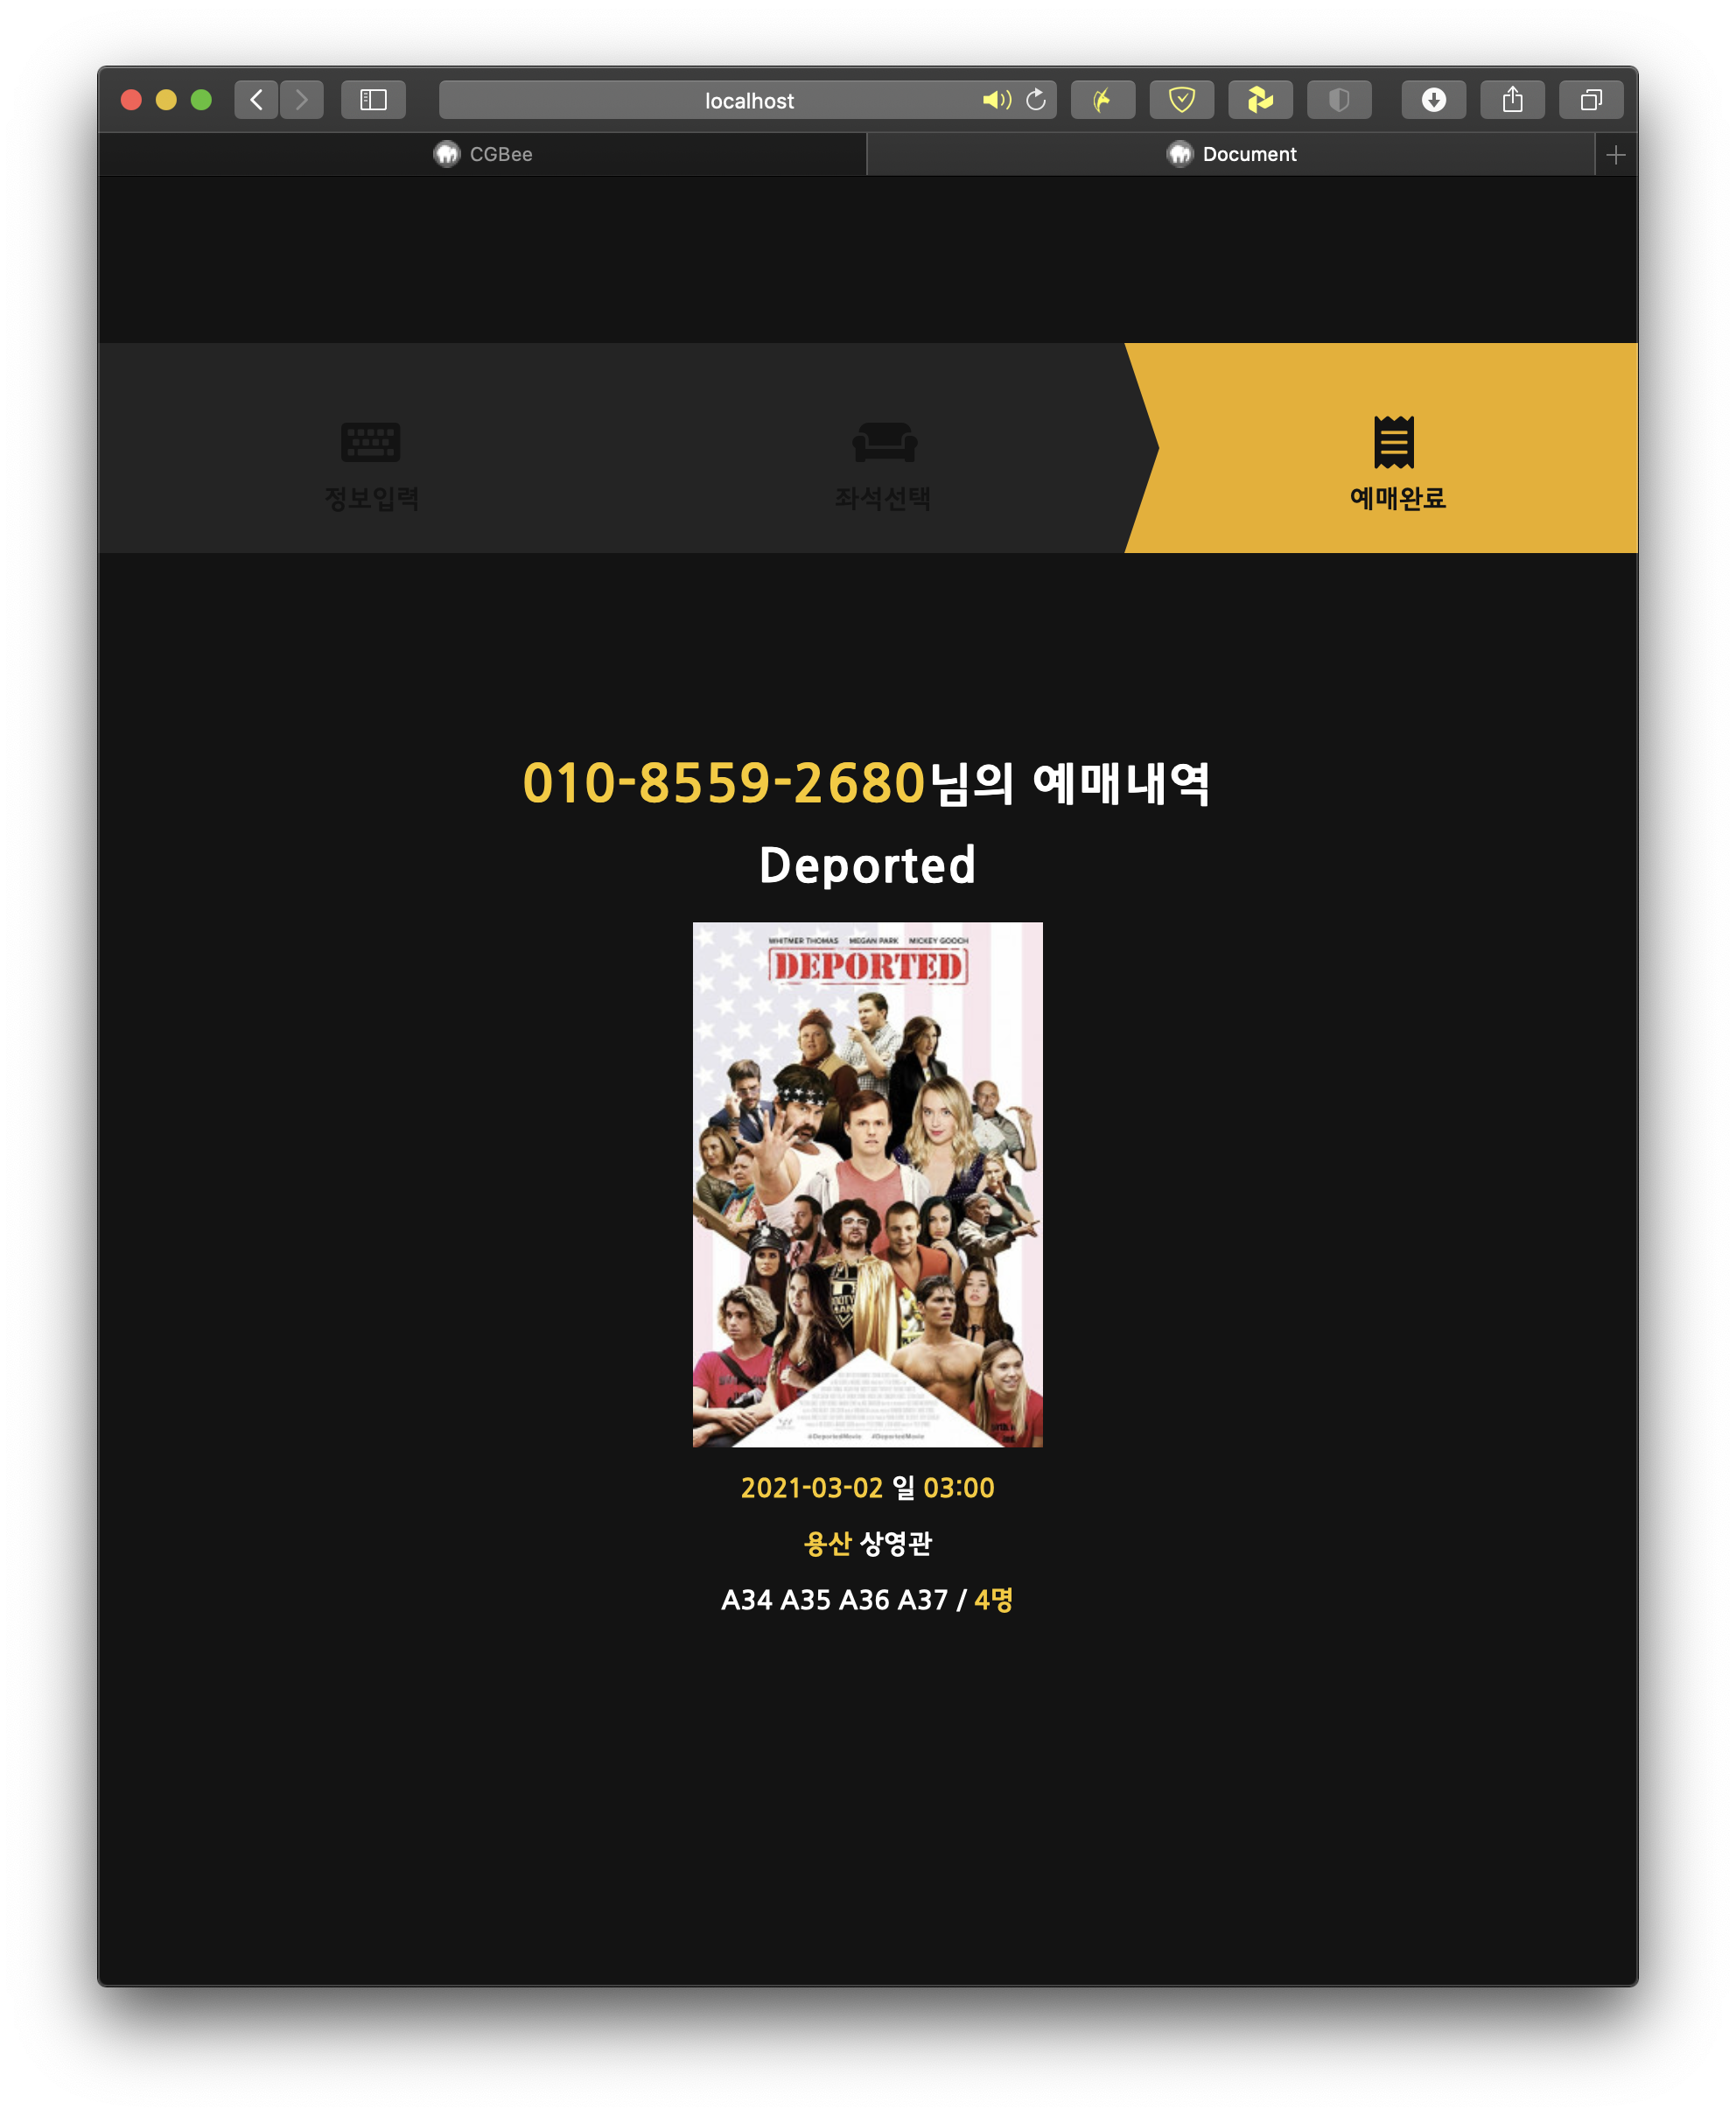 localhost
CGBee
Document
정보입력
좌석선택
예매완료
010-8559-2680님의 예매내역
Deported
WHITMER THOMAS MEGAN PARK MICKEY GOOCH
DEPORTED
#DeportedMovie #DeportedMovie
2021-03-02 일 03:00
용산 상영관
A34 A35 A36 A37 / 4명